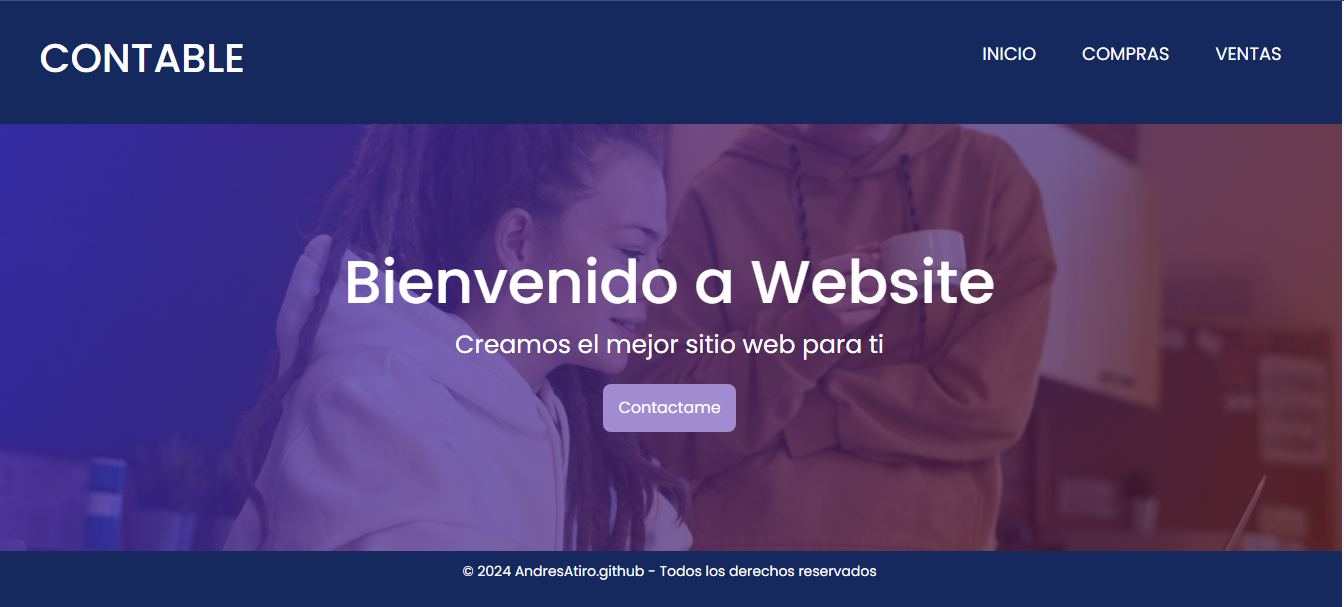 CONTABLE
INICIO COMPRAS VENTAS
Bienvenido a Website
Creamos el mejor sitio web para ti
Contactame
© 2024 AndresAtiro.github - Todos los derechos reservados